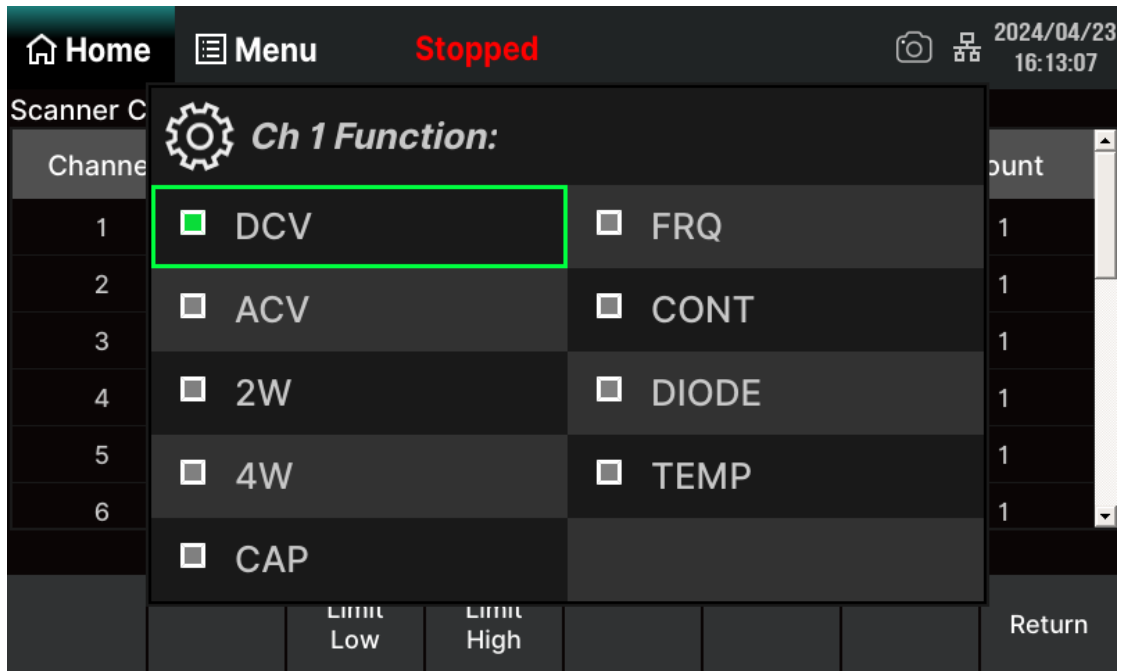 Home Menu Stopped 2024/04/23
16:13:07
Scanner C
Ch 1 Function:
Channe ount
1 DCV FRQ 1
2 ACV CONT 1
3 1
4 2W DIODE 1
5 4W TEMP 1
6 1
CAP
Limit Limit
Low High Return